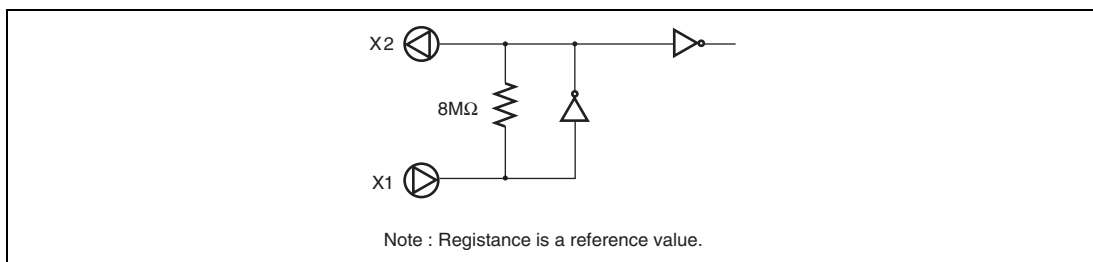 X2
8MΩ
X1
Note : Registance is a reference value.